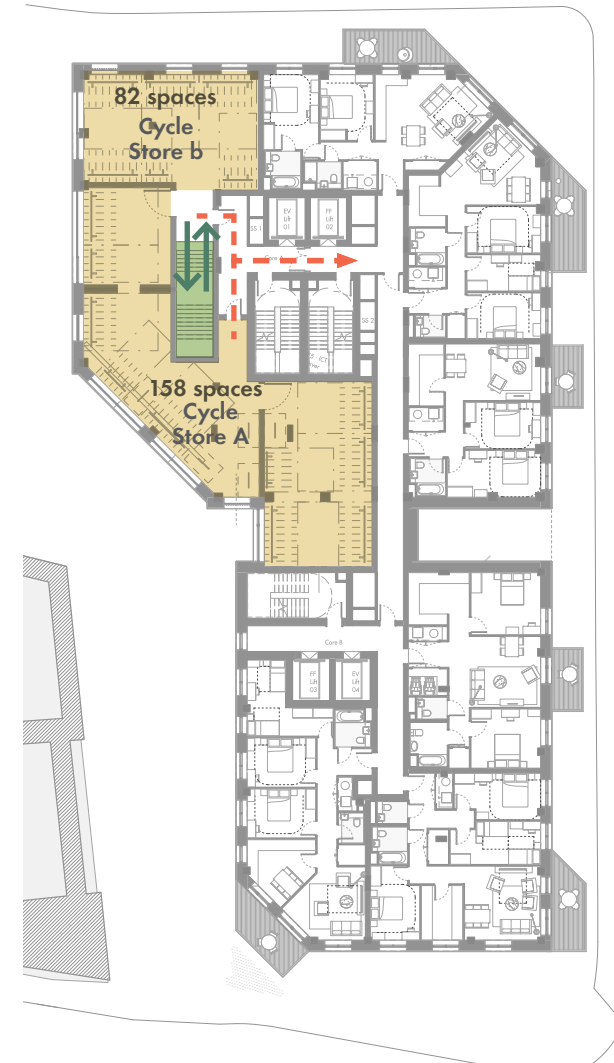 82 spaces
Cycle
Store b
EV
Lift
01
FF
Lift
02
SS 1
Core
SS 2
158 spaces
Cycle
Store A
Core B
FF
Lift
03
EV
Lift
04